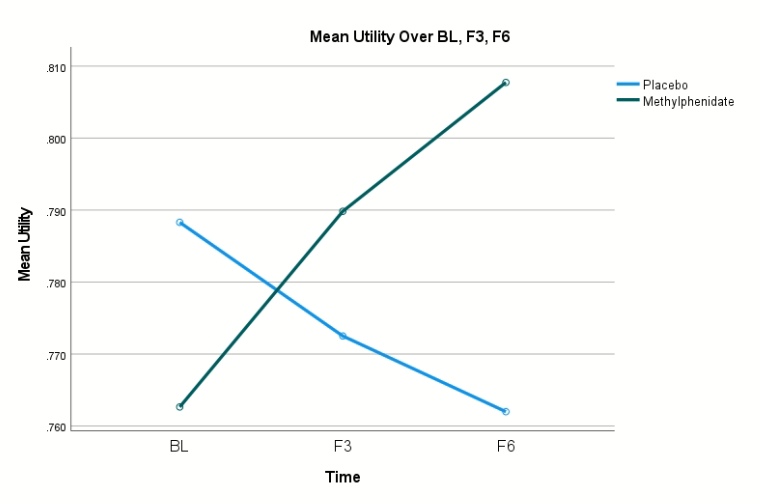 Mean Utility Over BL, F3, F6
Placebo
Methylphenidate
Mean Utility
.810
.800
.790
.780
.770
.760
BL
F3
F6
Time